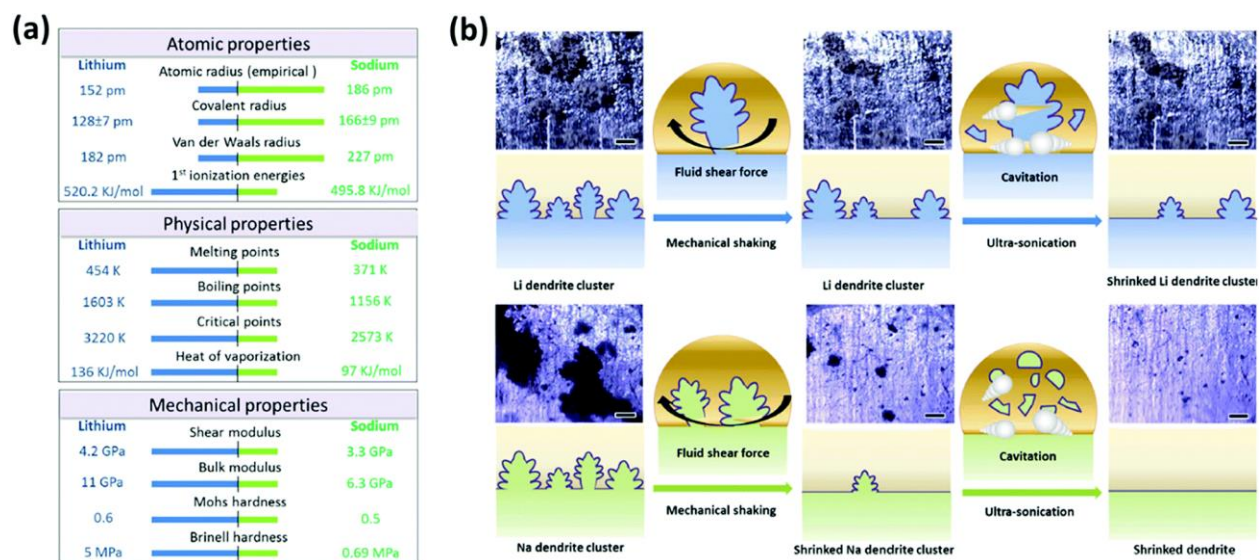 (a)
Atomic properties
Lithium Sodium
Atomic radius (empirical )
152 pm 186 pm
Covalent radius
128±7 pm 166±9 pm
Van der Waals radius
182 pm 227 pm
1st ionization energies
520.2 KJ/mol 495.8 KJ/mol
Physical properties
Lithium Sodium
Melting points
454 K 371 K
Boiling points
1603 K 1156 K
Critical points
3220 K 2573 K
Heat of vaporization
136 KJ/mol 97 KJ/mol
Mechanical properties
Lithium Sodium
Shear modulus
4.2 GPa 3.3 GPa
Bulk modulus
11 GPa 6.3 GPa
Mohs hardness
0.6 0.5
Brinell hardness
5 MPa 0.69 MPa
(b)
Fluid shear force Cavitation
Mechanical shaking Ultra-sonication
Li dendrite cluster Li dendrite cluster Shrinked Li dendrite cluster
Fluid shear force Cavitation
Mechanical shaking Ultra-sonication
Na dendrite cluster Shrinked Na dendrite cluster Shrinked dendrite